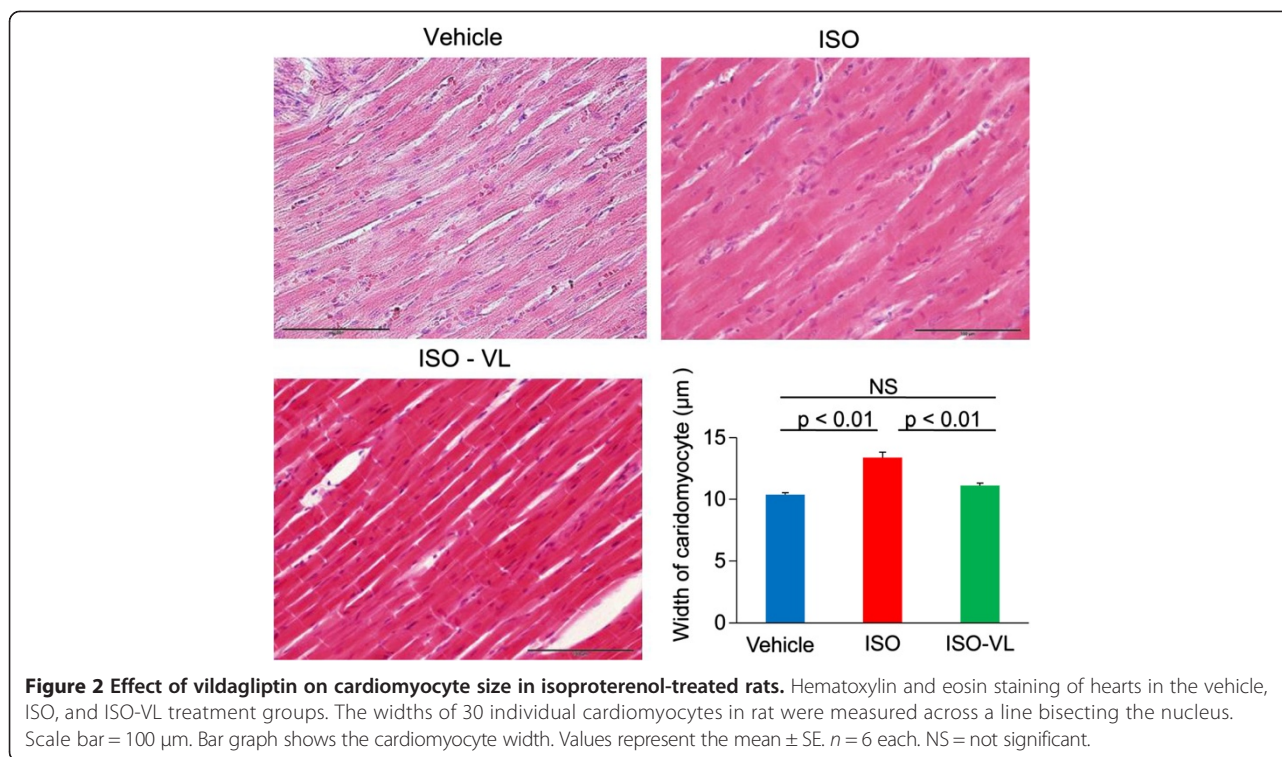 Vehicle
ISO
ISO - VL
NS
p < 0.01 p < 0.01
Width of caridomyocyte (µm)
15
10
5
0
Vehicle ISO ISO-VL
Figure 2 Effect of vildagliptin on cardiomyocyte size in isoproterenol-treated rats. Hematoxylin and eosin staining of hearts in the vehicle,
ISO, and ISO-VL treatment groups. The widths of 30 individual cardiomyocytes in rat were measured across a line bisecting the nucleus.
Scale bar = 100 µm. Bar graph shows the cardiomyocyte width. Values represent the mean ± SE. n = 6 each. NS = not significant.